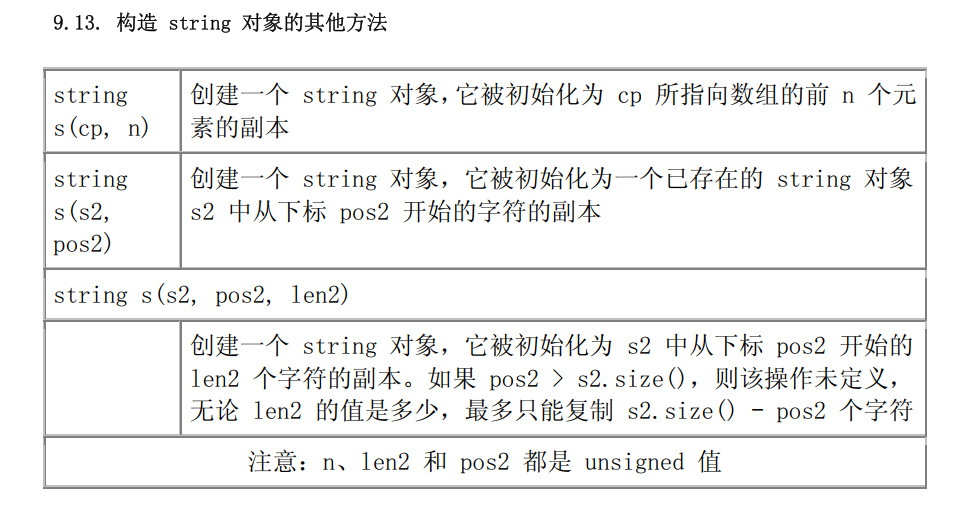 9.13. 构造 string 对象的其他方法
string
s(cp, n)
创建一个 string 对象，它被初始化为 cp 所指向数组的前 n 个元
素的副本
string
s(s2,
pos2)
创建一个 string 对象，它被初始化为一个已存在的 string 对象
s2 中从下标 pos2 开始的字符的副本
string s(s2, pos2, len2)
创建一个 string 对象，它被初始化为 s2 中从下标 pos2 开始的
len2 个字符的副本。如果 pos2 > s2.size()，则该操作未定义，
无论 len2 的值是多少，最多只能复制 s2.size() - pos2 个字符
注意：n、len2 和 pos2 都是 unsigned 值